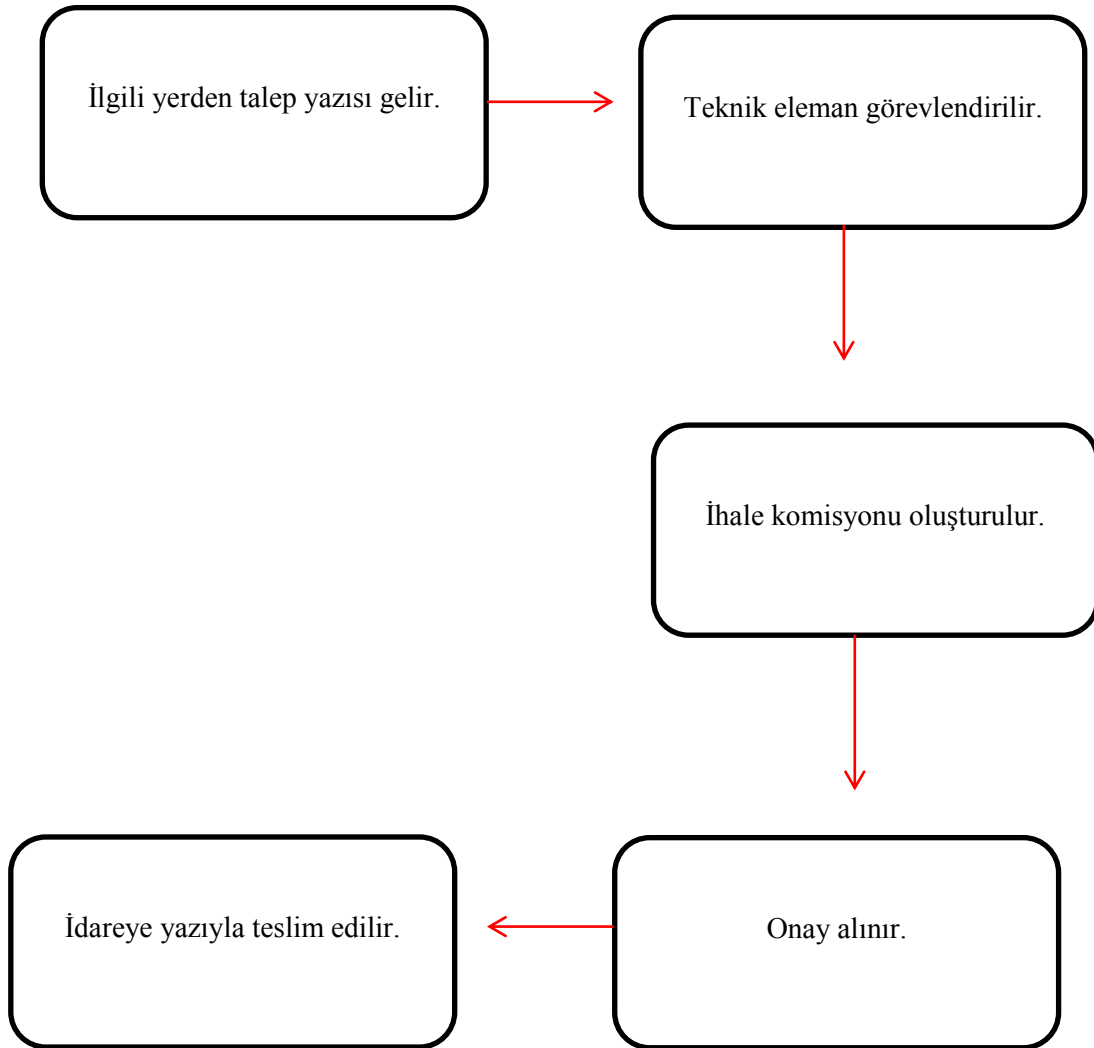 İlgili yerden talep yazısı gelir.
Teknik eleman görevlendirilir.
İhale komisyonu oluşturulur.
Onay alınır.
İdareye yazıyla teslim edilir.